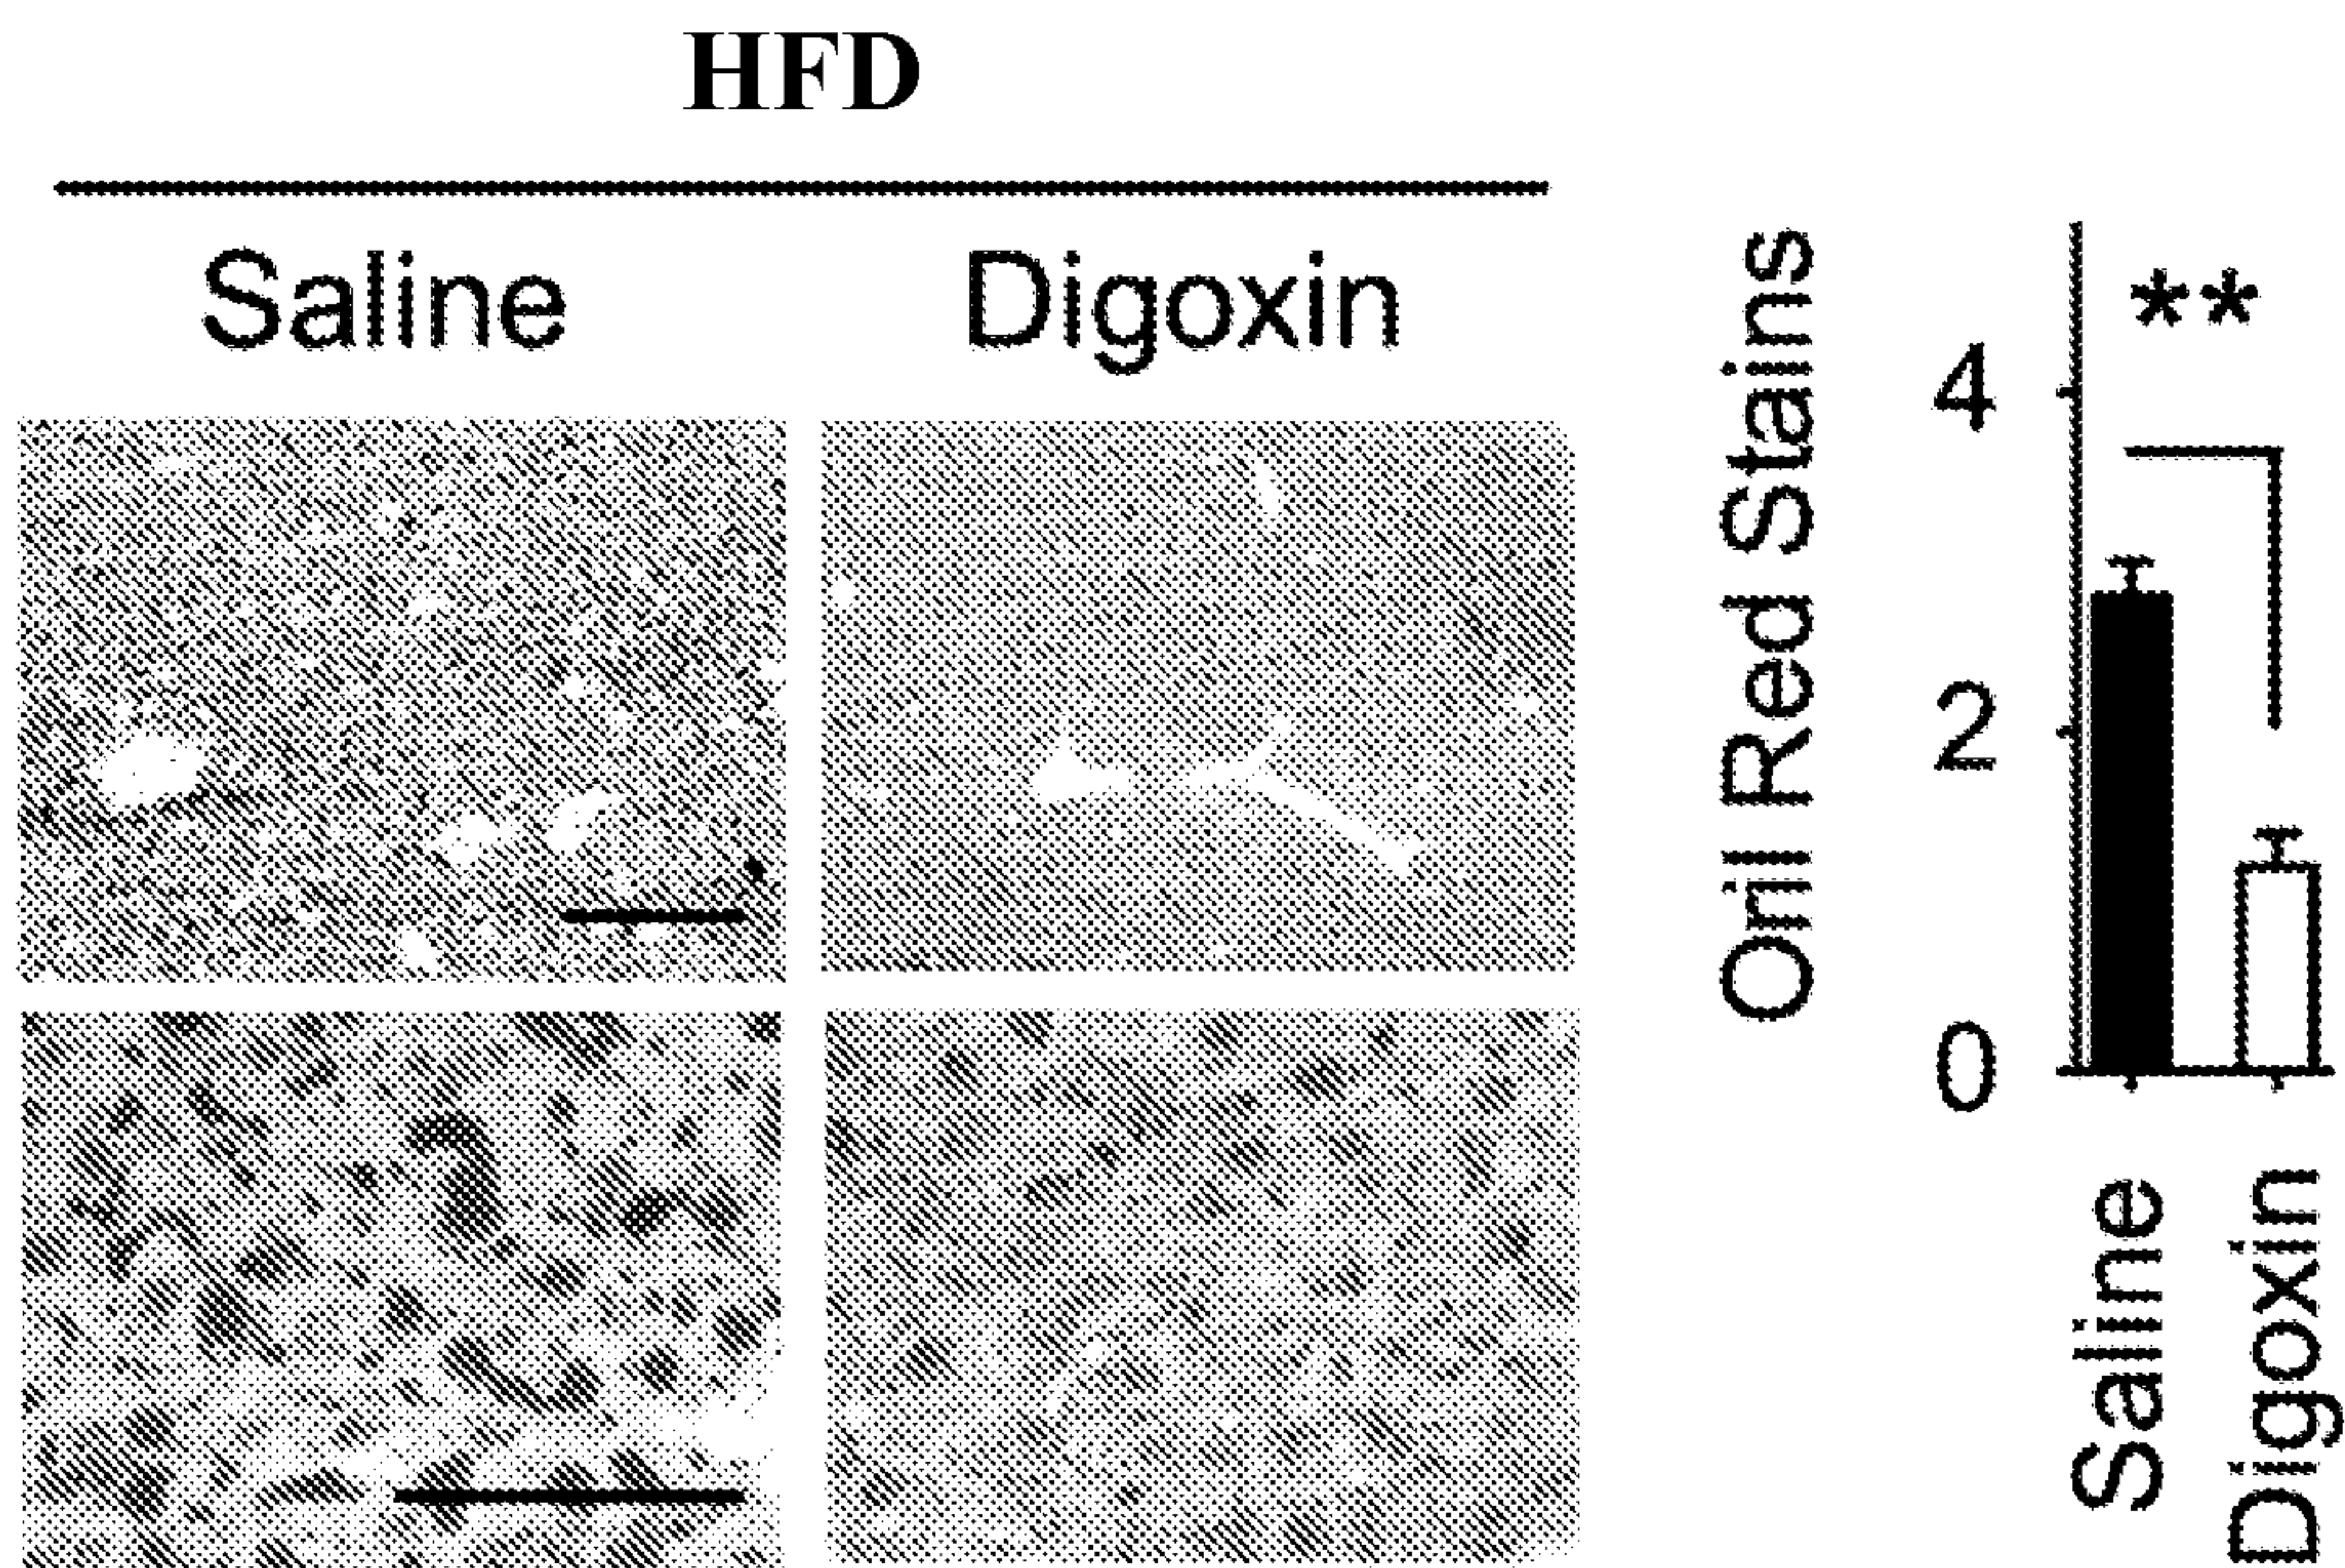 HFD
Saline
Digoxin
Oril Red Stains
**
4
2
0
Saline
Digoxin